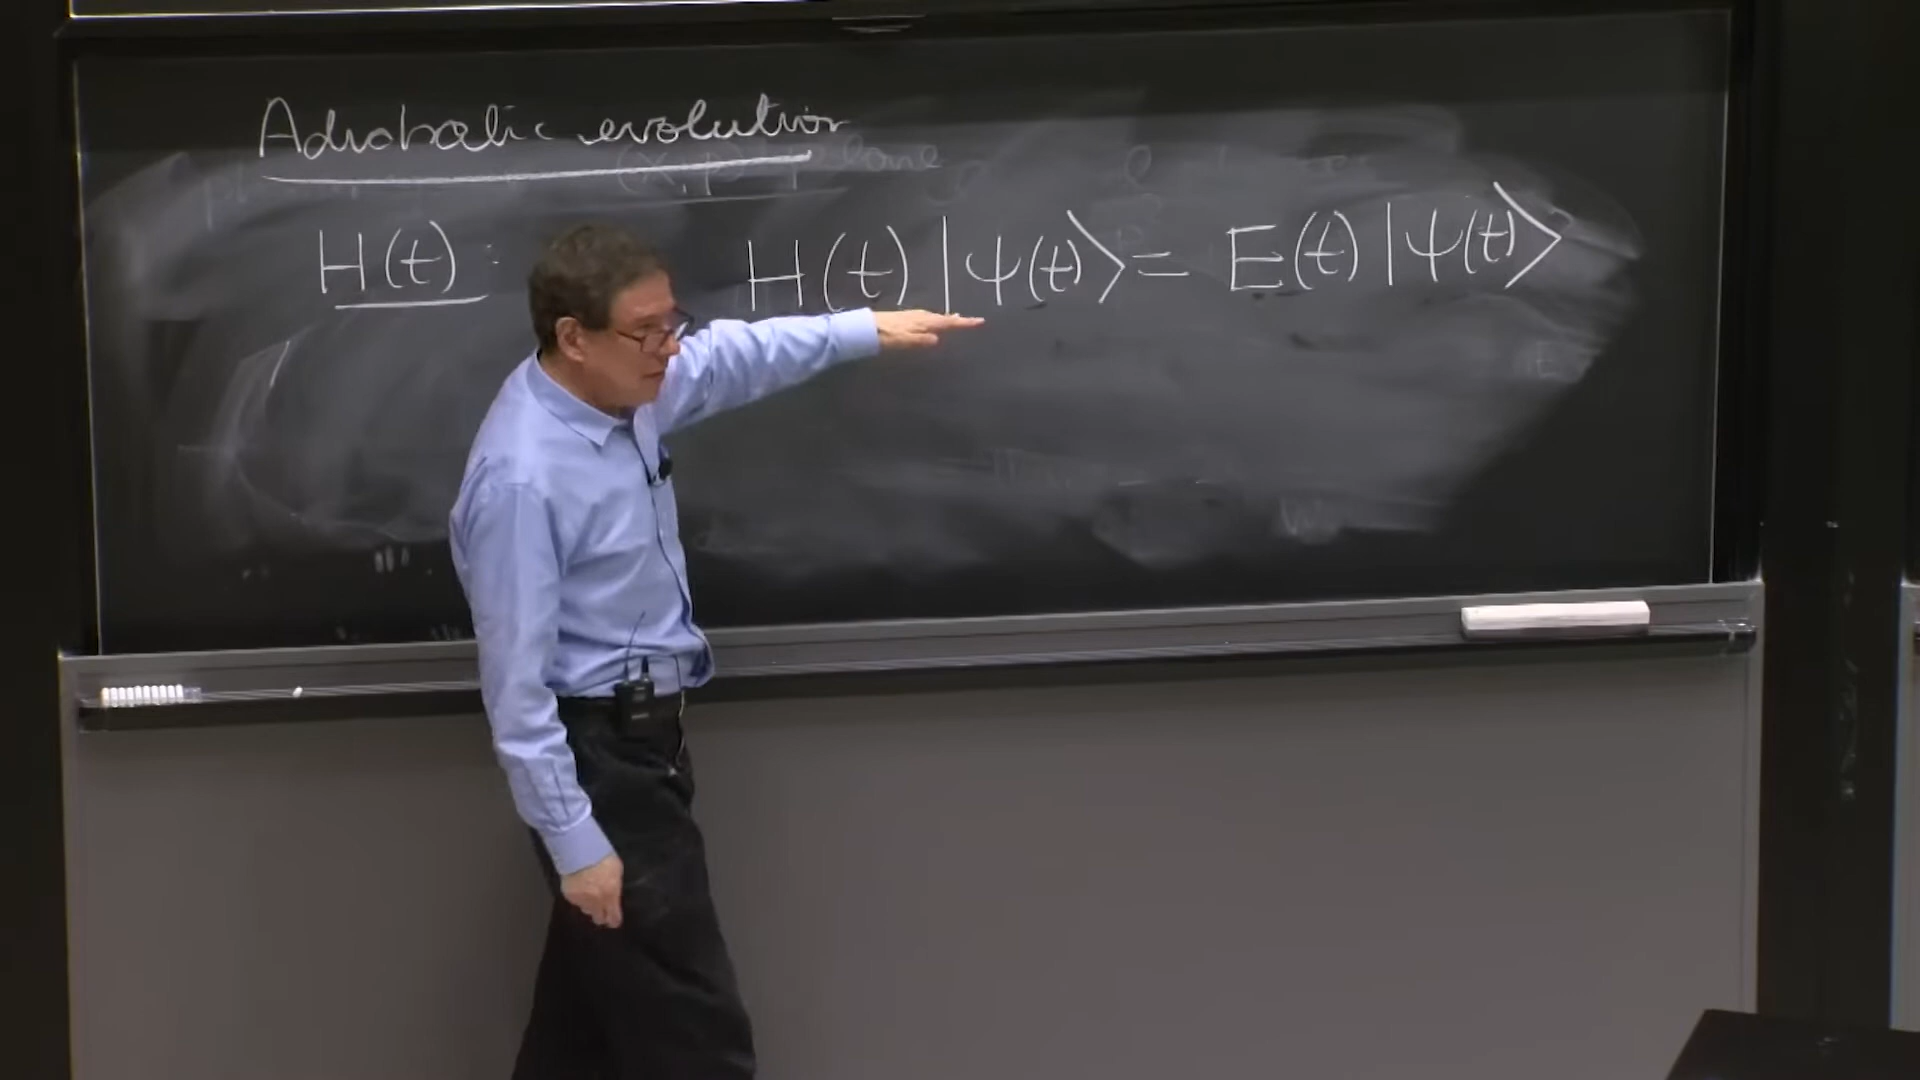 Adiabatic evolution
H(t): H(t)|ψ(t)⟩ = E(t)|ψ(t)⟩